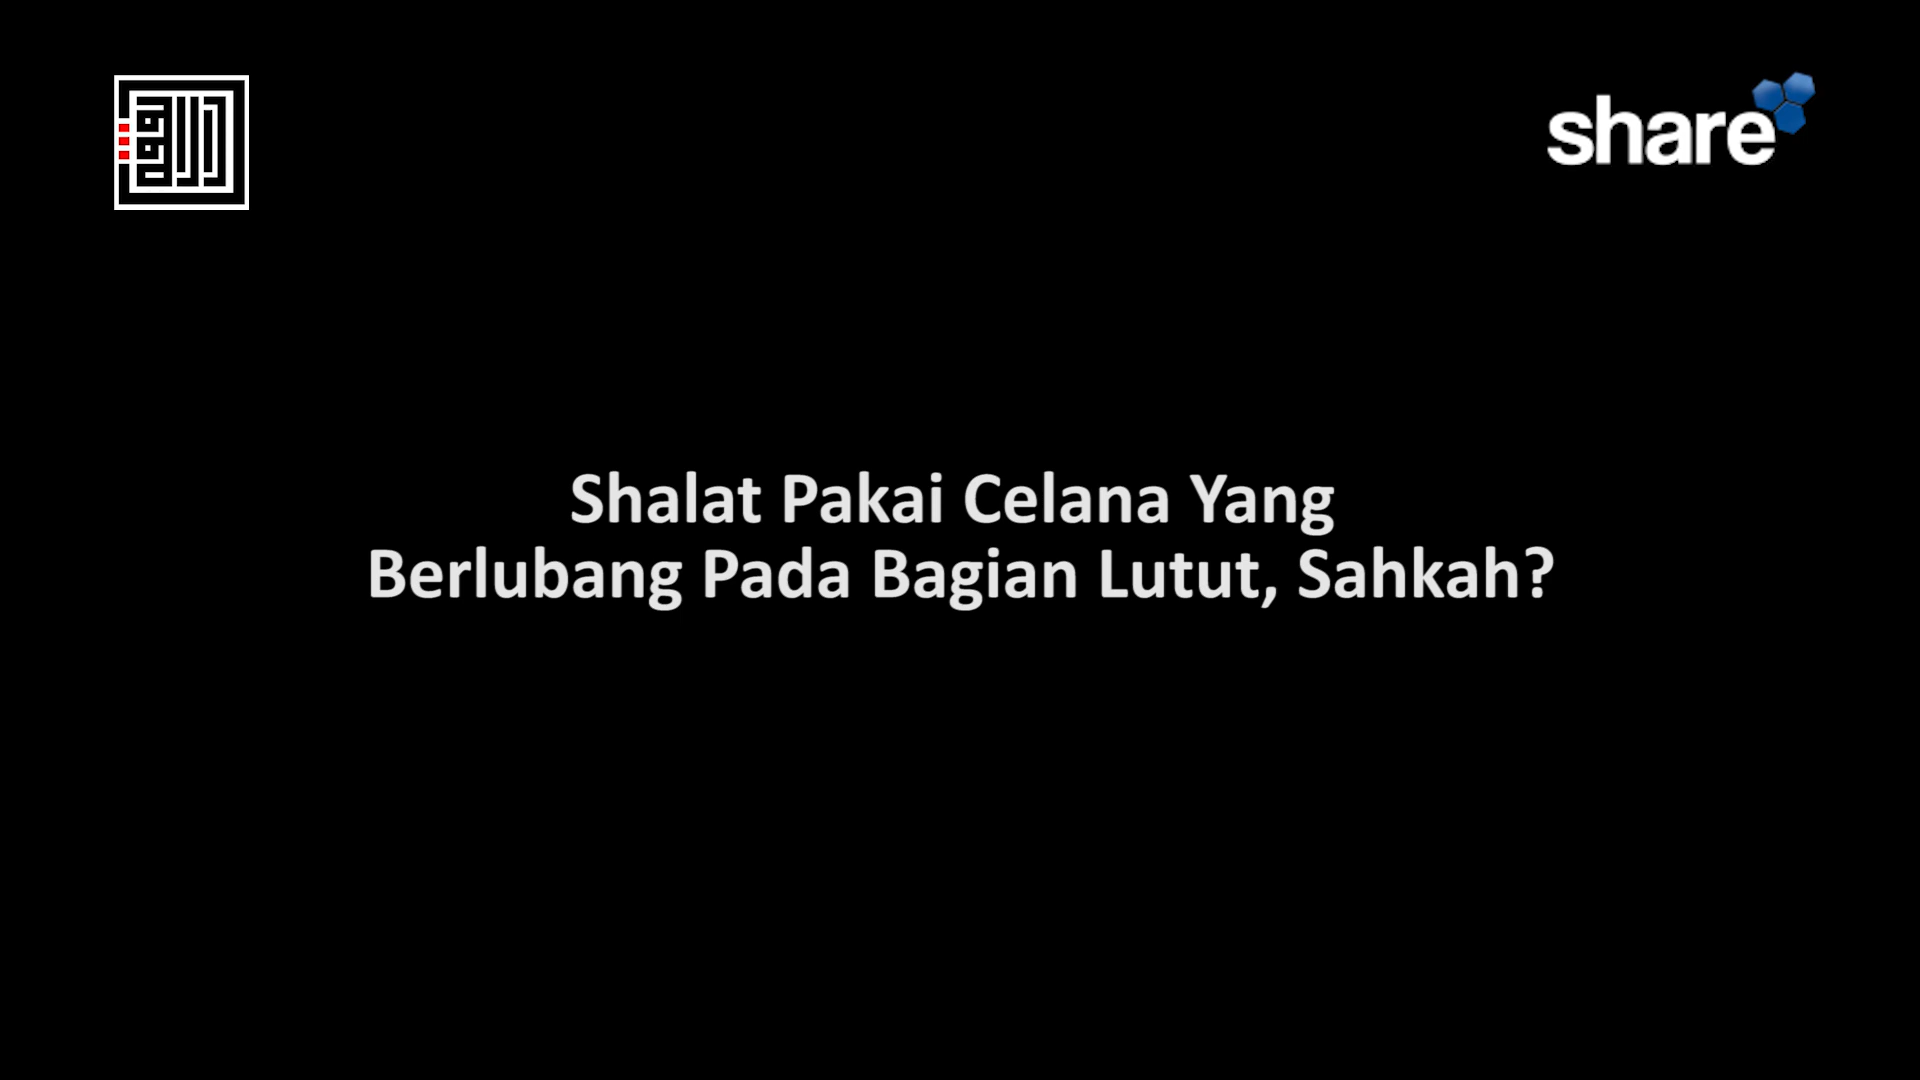 share
Shalat Pakai Celana Yang
Berlubang Pada Bagian Lutut, Sahkah?